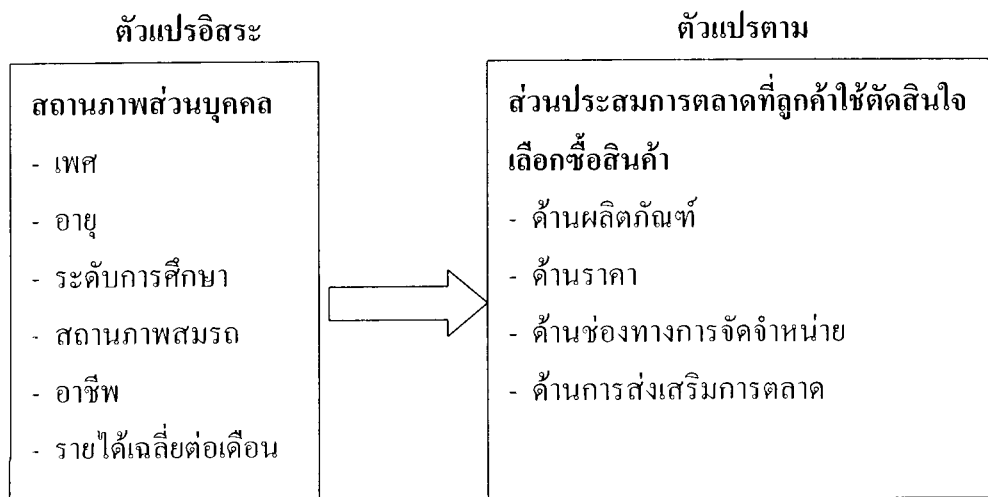 ตัวแปรอิสระ
สถานภาพส่วนบุคคล
- เพศ
- อายุ
- ระดับการศึกษา
- สถานภาพสมรถ
- อาชีพ
- รายได้เฉลี่ยต่อเดือน
ตัวแปรตาม
ส่วนประสมการตลาดที่ลูกค้าใช้ตัดสินใจ
เลือกซื้อสินค้า
- ด้านผลิตภัณฑ์
- ด้านราคา
- ด้านช่องทางการจัดจำหน่าย
- ด้านการส่งเสริมการตลาด